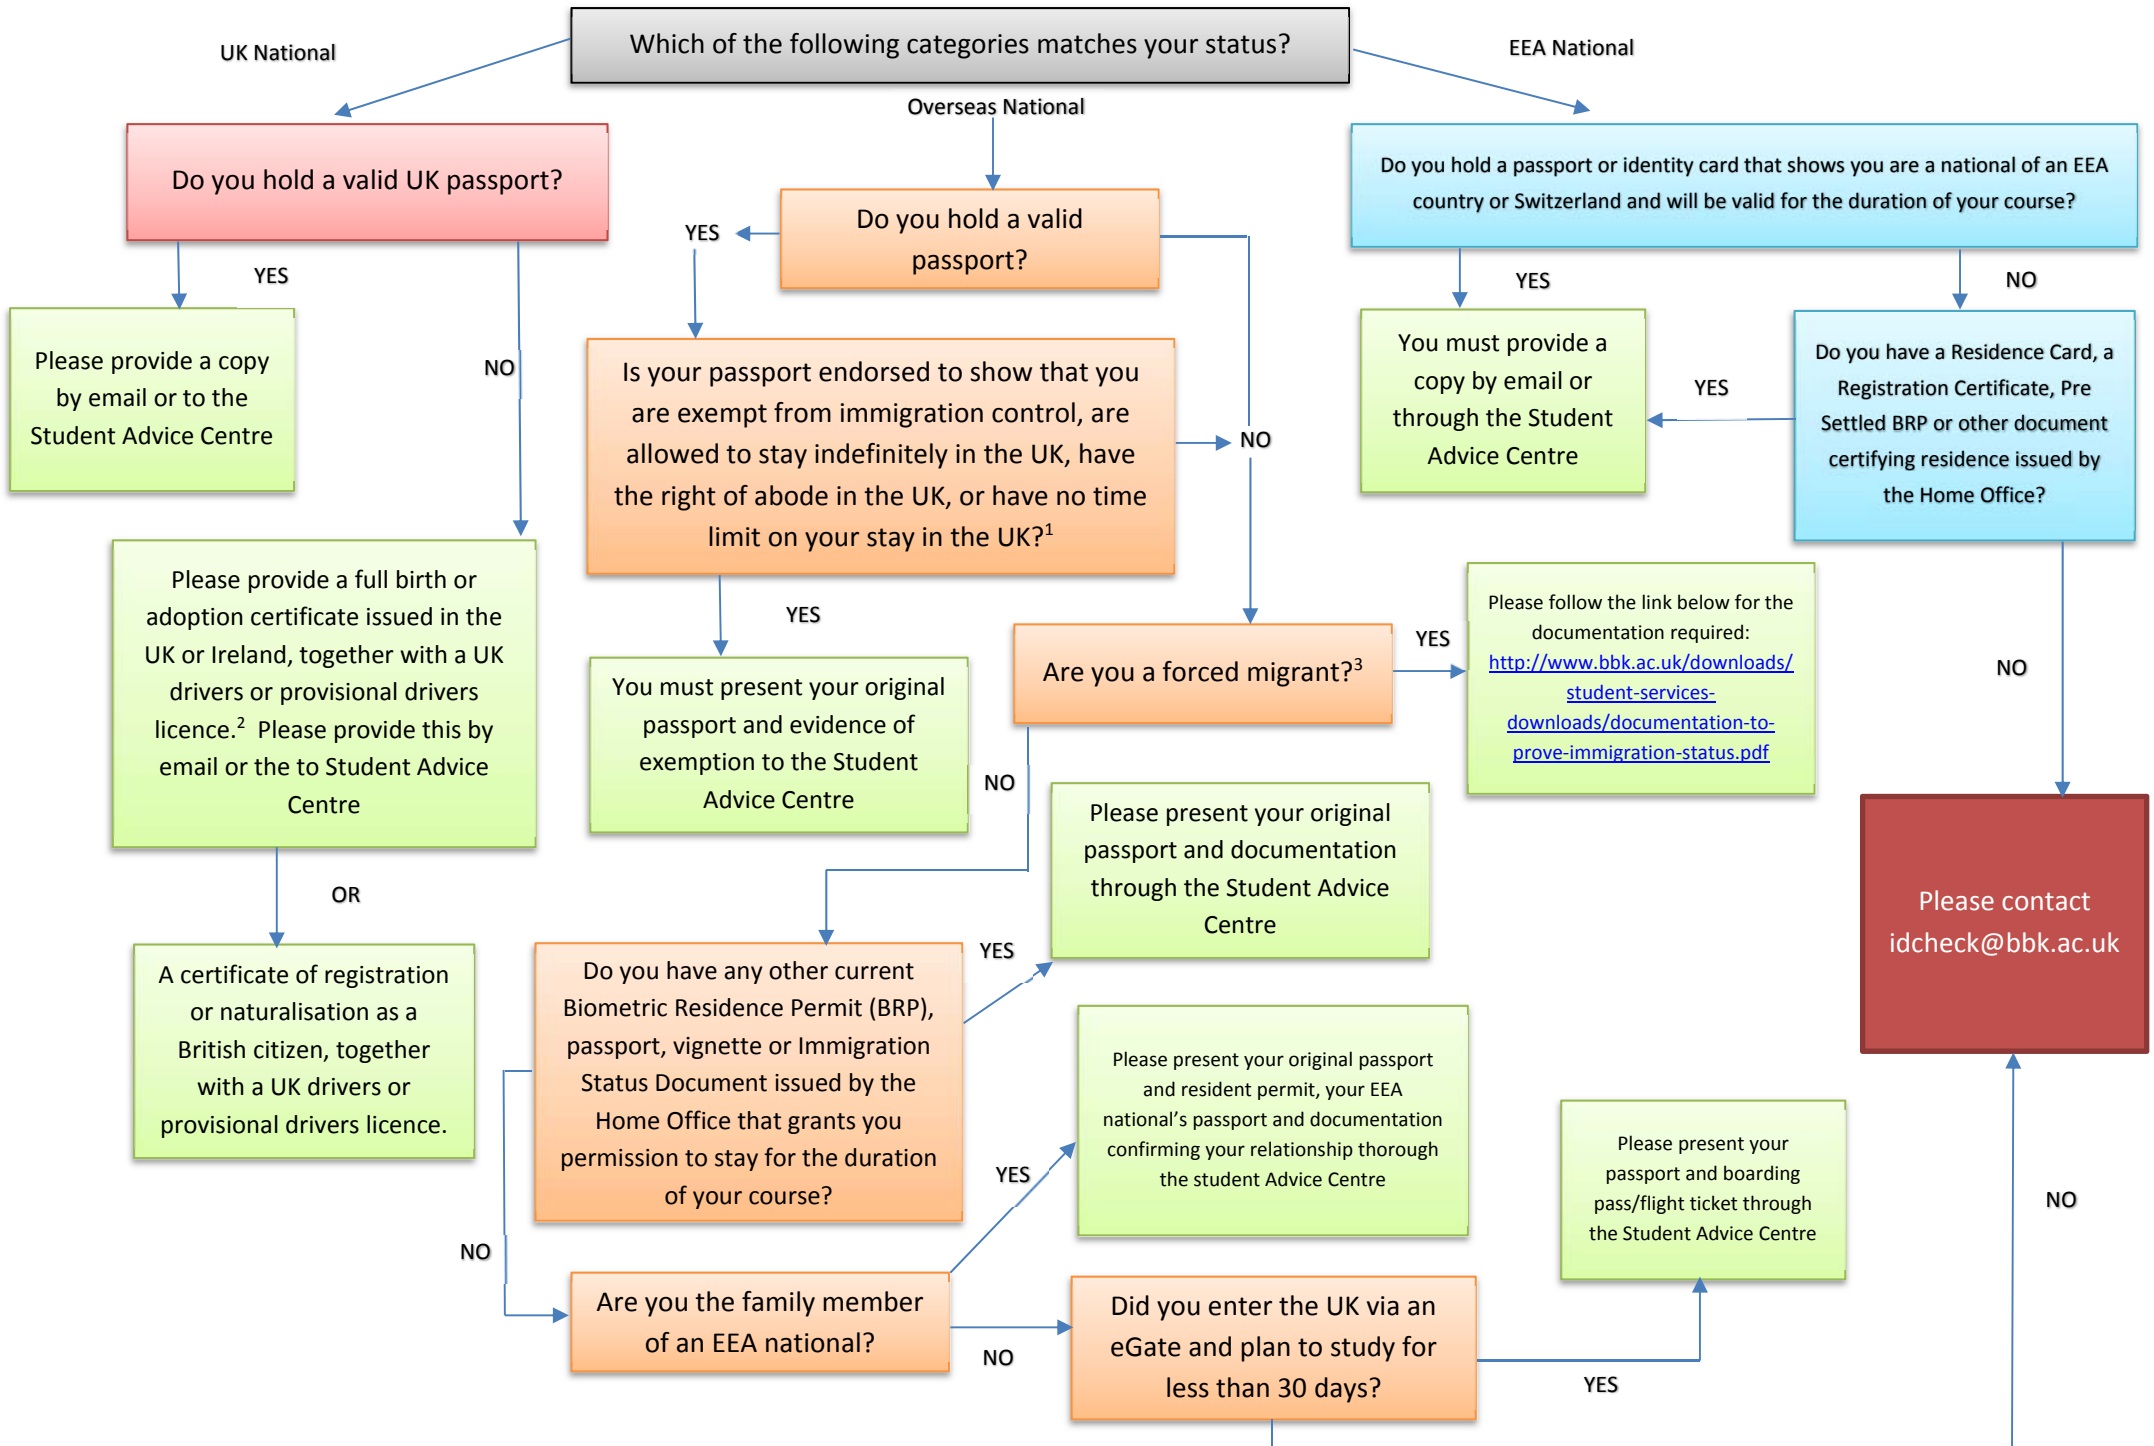 Which of the following categories matches your status?
UK National
EEA National
Overseas National
Do you hold a valid UK passport?
YES
Please provide a copy
by email or to the
Student Advice Centre
NO
Please provide a full birth or
adoption certificate issued in the
UK or Ireland, together with a UK
drivers or provisional drivers
licence.2 Please provide this by
email or the to Student Advice
Centre
OR
A certificate of registration
or naturalisation as a
British citizen, together
with a UK drivers or
provisional drivers licence.
Do you hold a valid
passport?
YES
NO
Is your passport endorsed to show that you
are exempt from immigration control, are
allowed to stay indefinitely in the UK, have
the right of abode in the UK, or have no time
limit on your stay in the UK?1
YES
You must present your original
passport and evidence of
exemption to the Student
Advice Centre
Are you a forced migrant?3
YES
Please follow the link below for the
documentation required:
http://www.bbk.ac.uk/downloads/
student-services-
downloads/documentation-to-
prove-immigration-status.pdf
NO
Do you have any other current
Biometric Residence Permit (BRP),
passport, vignette or Immigration
Status Document issued by the
Home Office that grants you
permission to stay for the duration
of your course?
YES
Please present your original
passport and documentation
through the Student Advice
Centre
NO
Are you the family member
of an EEA national?
YES
Please present your original passport
and resident permit, your EEA
national’s passport and documentation
confirming your relationship thorough
the student Advice Centre
NO
Did you enter the UK via an
eGate and plan to study for
less than 30 days?
YES
Please present your
passport and boarding
pass/flight ticket through
the Student Advice Centre
NO
Do you hold a passport or identity card that shows you are a national of an EEA
country or Switzerland and will be valid for the duration of your course?
YES
You must provide a
copy by email or
through the Student
Advice Centre
NO
Do you have a Residence Card, a
Registration Certificate, Pre
Settled BRP or other document
certifying residence issued by
the Home Office?
YES
NO
Please contact
idcheck@bbk.ac.uk